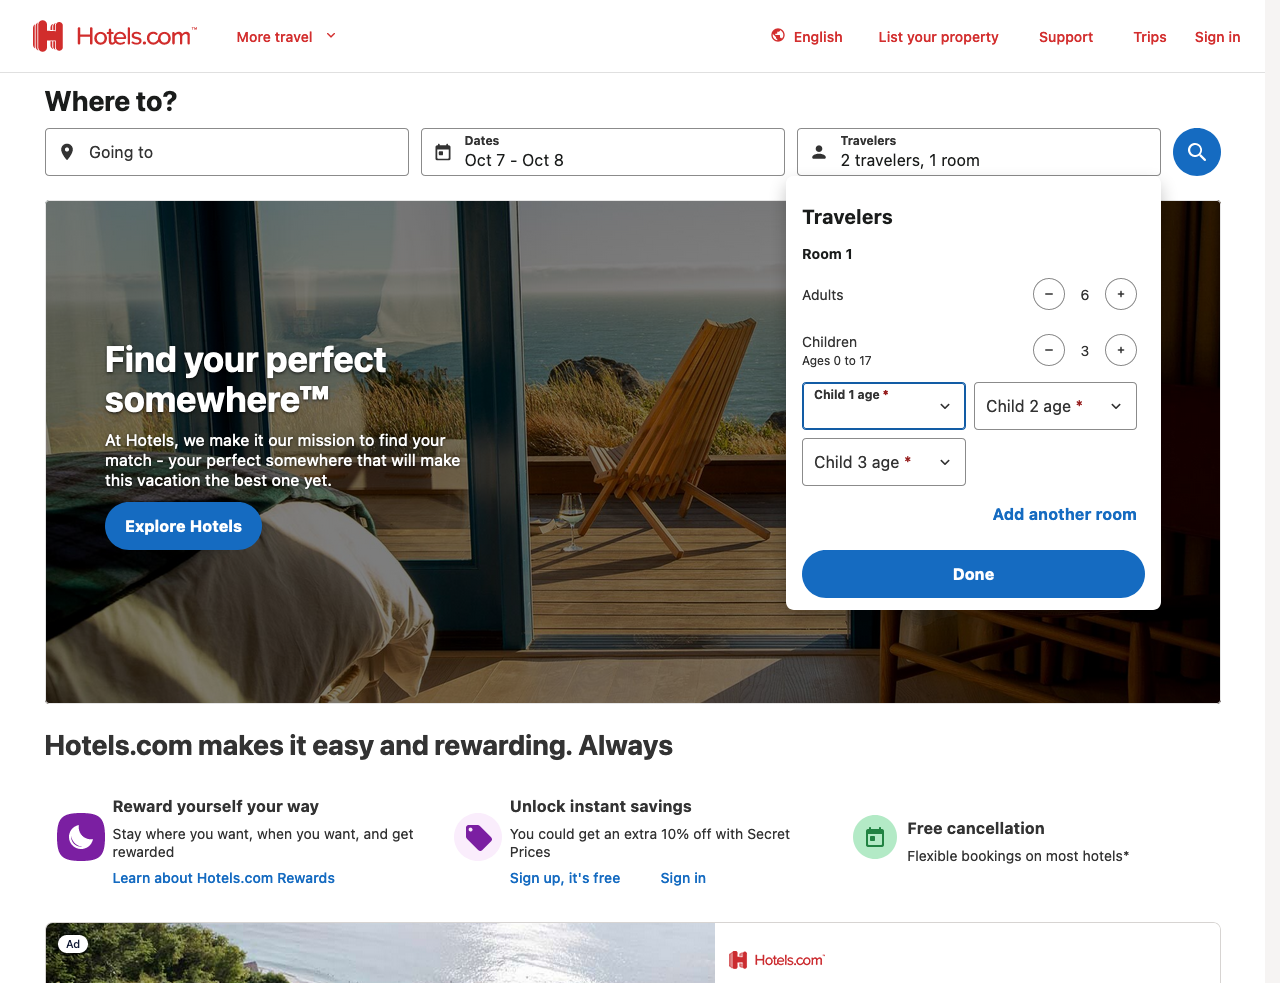 Hotels.com™
More travel
English
List your property
Support
Trips
Sign in
Where to?
Going to
Dates
Oct 7 - Oct 8
Travelers
2 travelers, 1 room
Travelers
Room 1
Adults
6
Children
Ages 0 to 17
3
Child 1 age *
Child 2 age *
Child 3 age *
Add another room
Done
Find your perfect
somewhere™
At Hotels, we make it our mission to find your
match - your perfect somewhere that will make
this vacation the best one yet.
Explore Hotels
Hotels.com makes it easy and rewarding. Always
Reward yourself your way
Stay where you want, when you want, and get
rewarded
Learn about Hotels.com Rewards
Unlock instant savings
You could get an extra 10% off with Secret
Prices
Sign up, it's free
Sign in
Free cancellation
Flexible bookings on most hotels*
Ad
Hotels.com